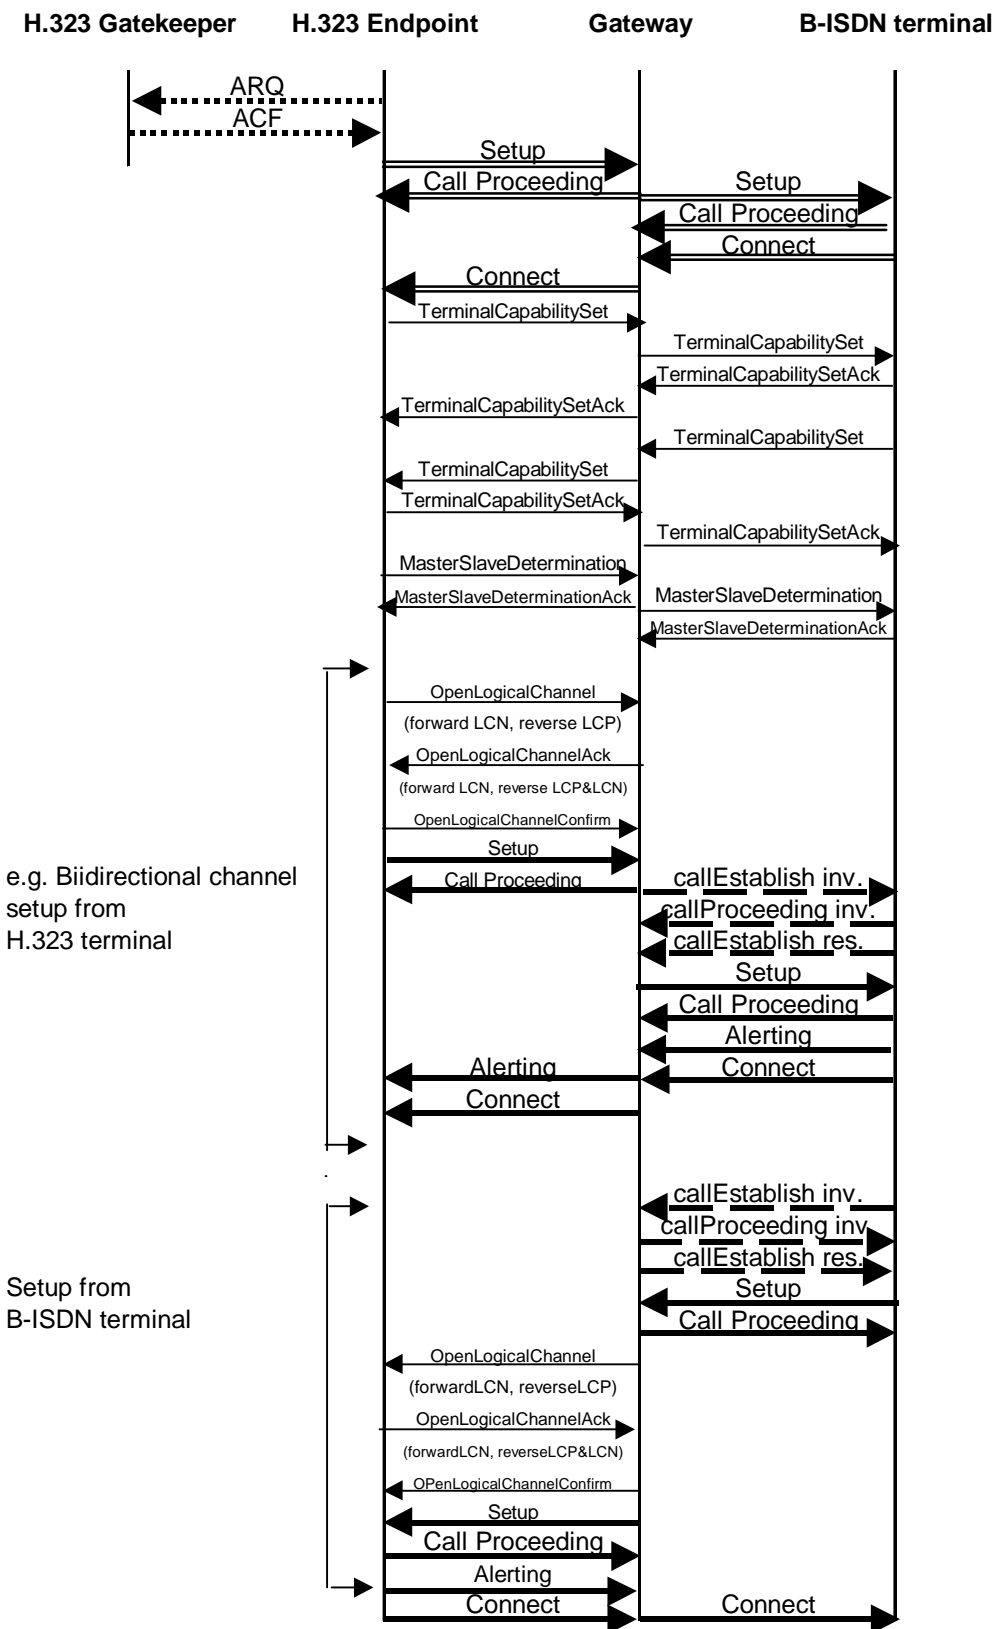 H.323 Gatekeeper H.323 Endpoint Gateway B-ISDN terminal
ARQ
ACF
Setup
Call Proceeding Setup
Call Proceeding
Connect
Connect
TerminalCapabilitySet
TerminalCapabilitySet
TerminalCapabilitySetAck
TerminalCapabilitySetAck
TerminalCapabilitySet
TerminalCapabilitySet
TerminalCapabilitySetAck
TerminalCapabilitySetAck
MasterSlaveDetermination
MasterSlaveDeterminationAck MasterSlaveDetermination
MasterSlaveDeterminationAck
OpenLogicalChannel
(forward LCN, reverse LCP)
OpenLogicalChannelAck
(forward LCN, reverse LCP&LCN)
OpenLogicalChannelConfirm
Setup
e.g. Biidirectional channel Call Proceeding callEstablish inv.
setup from callProceeding inv.
H.323 terminal callEstablish res.
Setup
Call Proceeding
Alerting
Alerting Connect
Connect
.
callEstablish inv.
callProceeding inv.
callEstablish res.
Setup from Setup
B-ISDN terminal Call Proceeding
OpenLogicalChannel
(forwardLCN, reverseLCP)
OpenLogicalChannelAck
(forwardLCN, reverseLCP&LCN)
OPenLogicalChannelConfirm
Setup
Call Proceeding
Alerting
Connect Connect